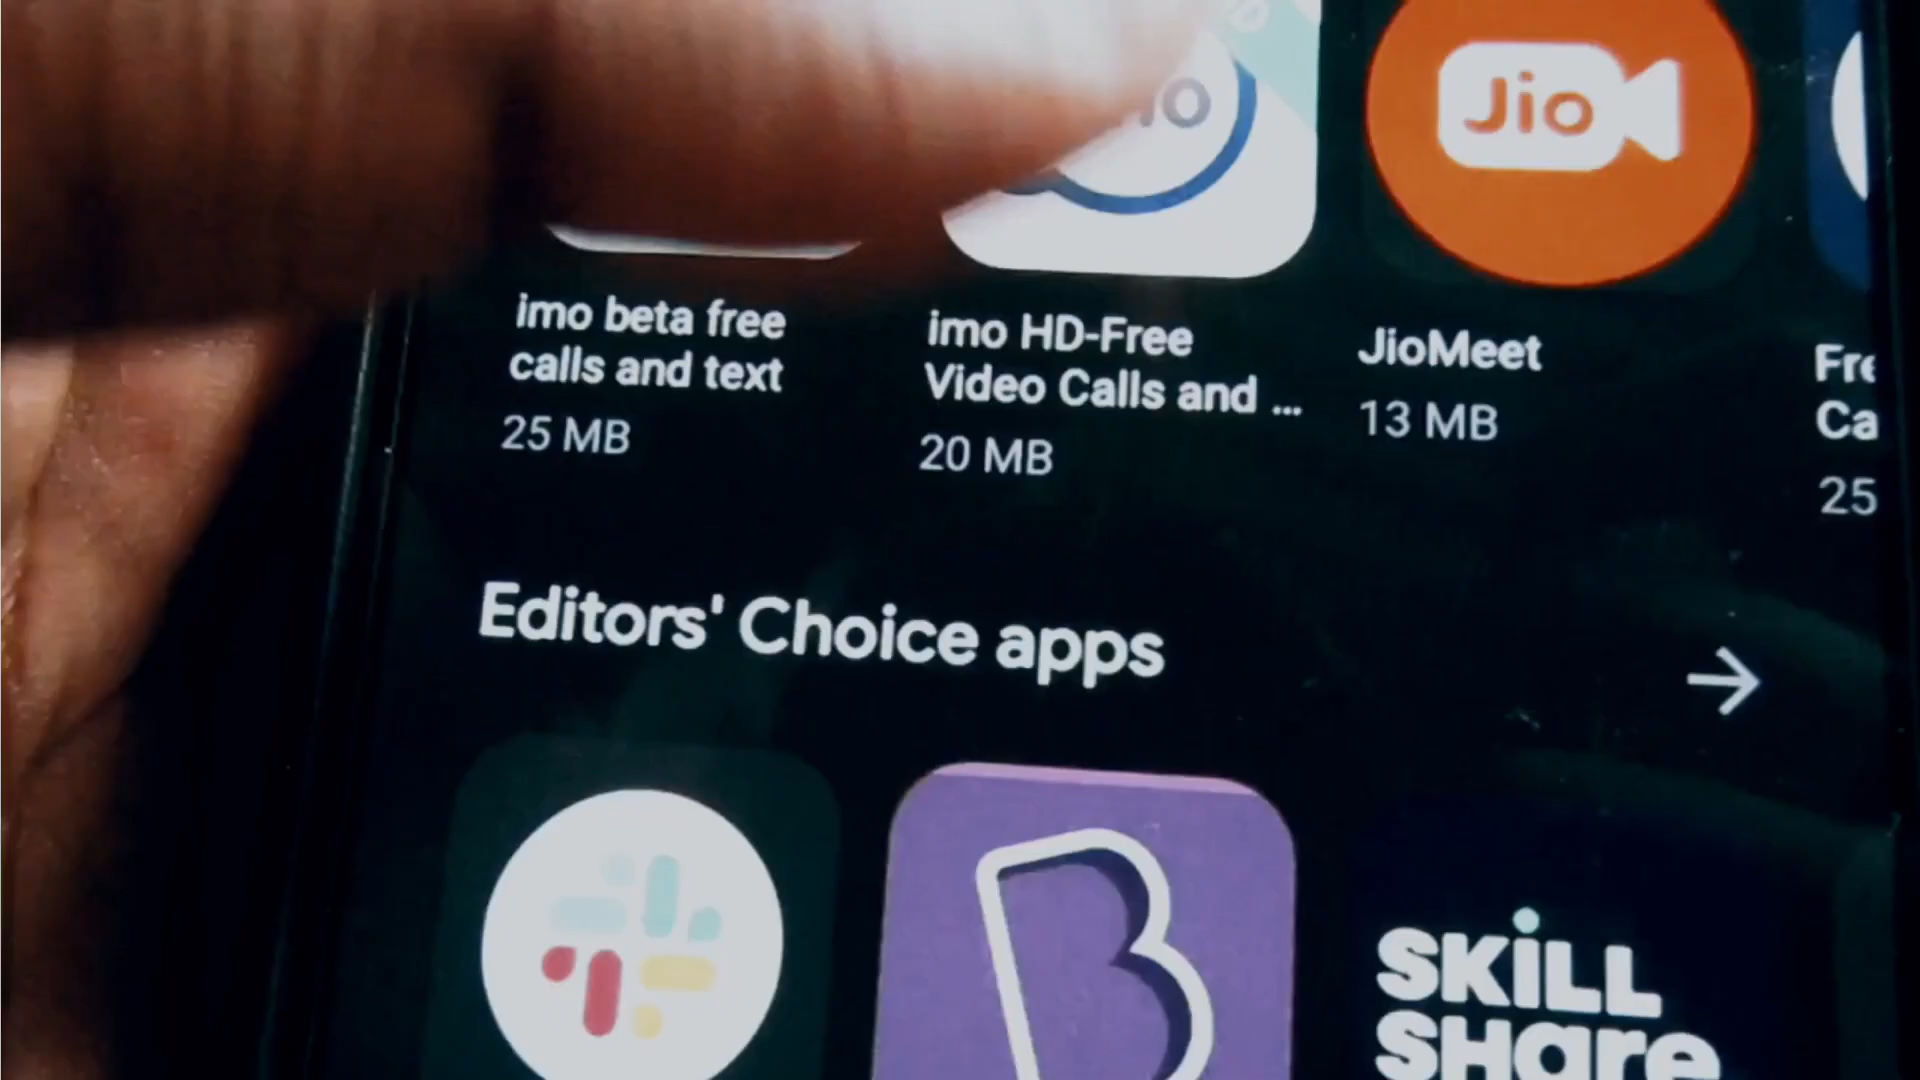 Jio
imo beta free
calls and text
25 MB
imo HD-Free
Video Calls and ...
20 MB
JioMeet
13 MB
25
Editors' Choice apps
B
SKiLL
SHare